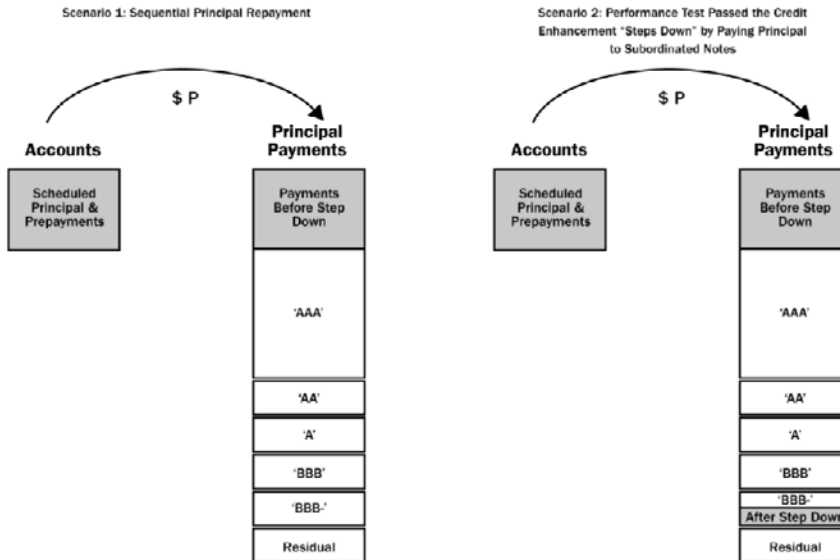 Scenario 1: Sequential Principal Repayment
$ P
Accounts
Principal
Payments
Scheduled
Principal &
Prepayments
Payments
Before Step
Down
'AAA'
'AA'
'A'
'BBB'
'BBB-'
Residual
Scenario 2: Performance Test Passed the Credit
Enhancement "Steps Down" by Paying Principal
to Subordinated Notes
$ P
Accounts
Principal
Payments
Scheduled
Principal &
Prepayments
Payments
Before Step
Down
'AAA'
'AA'
'A'
'BBB'
'BBB-'
After Step Down
Residual